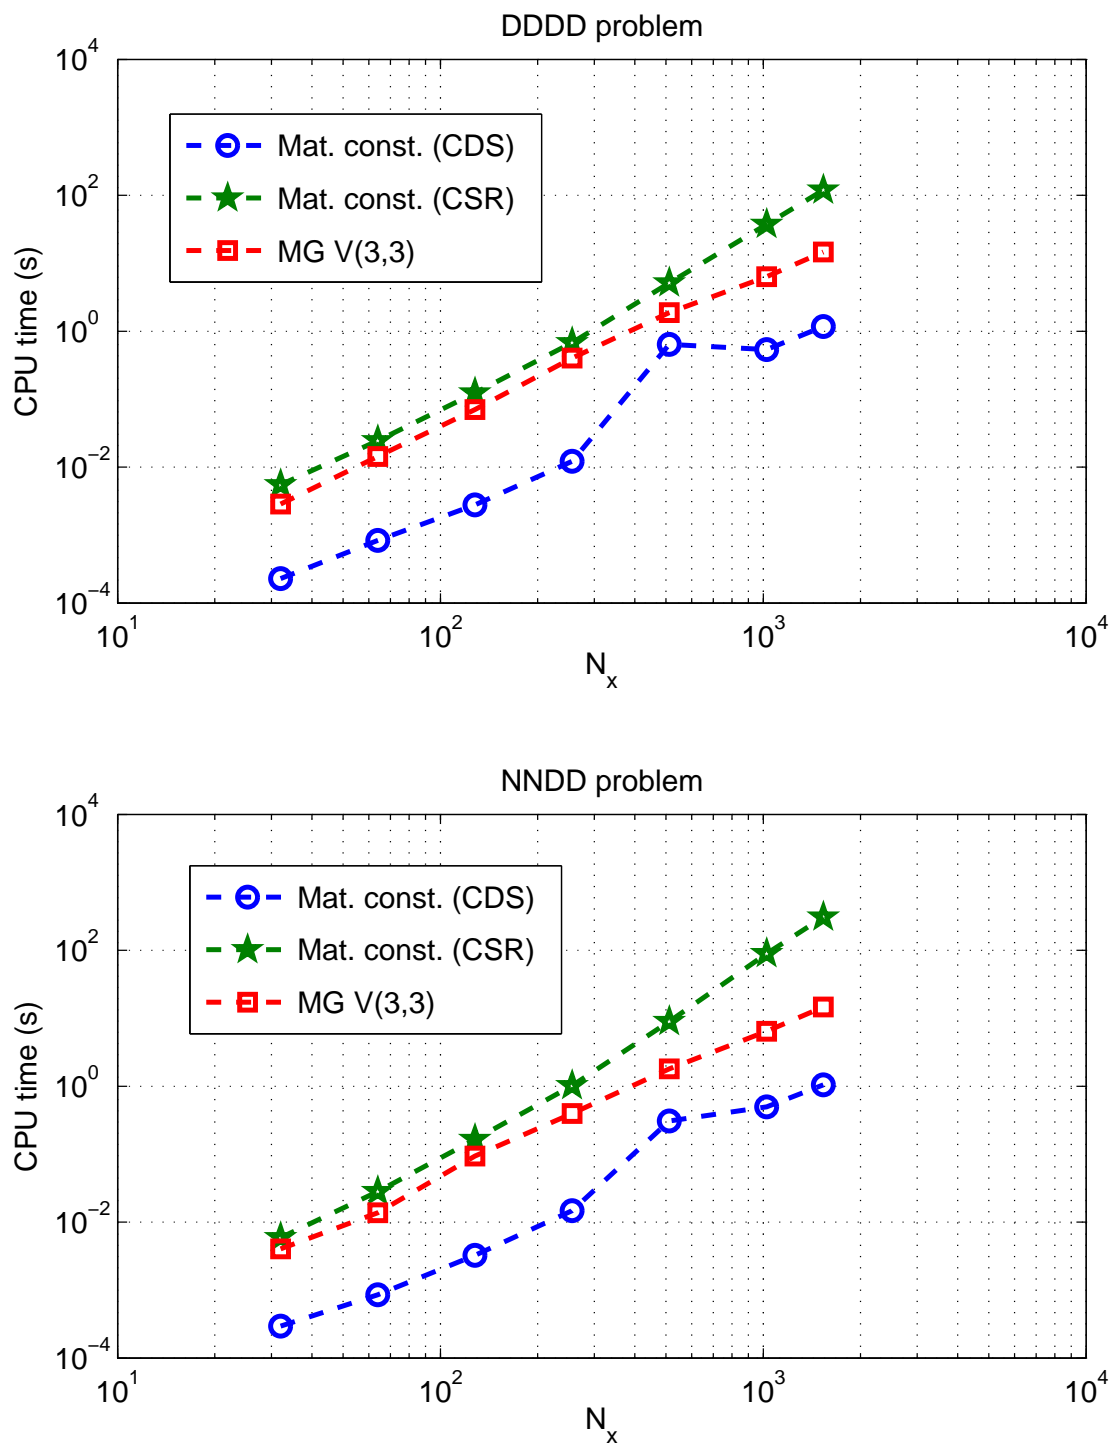 DDDD problem
10^4
10^2
10^0
10^−2
10^−4
CPU time (s)
Mat. const. (CDS)
Mat. const. (CSR)
MG V(3,3)
10^1 10^2 10^3 10^4
N_x
NNDD problem
10^4
10^2
10^0
10^−2
10^−4
CPU time (s)
Mat. const. (CDS)
Mat. const. (CSR)
MG V(3,3)
10^1 10^2 10^3 10^4
N_x